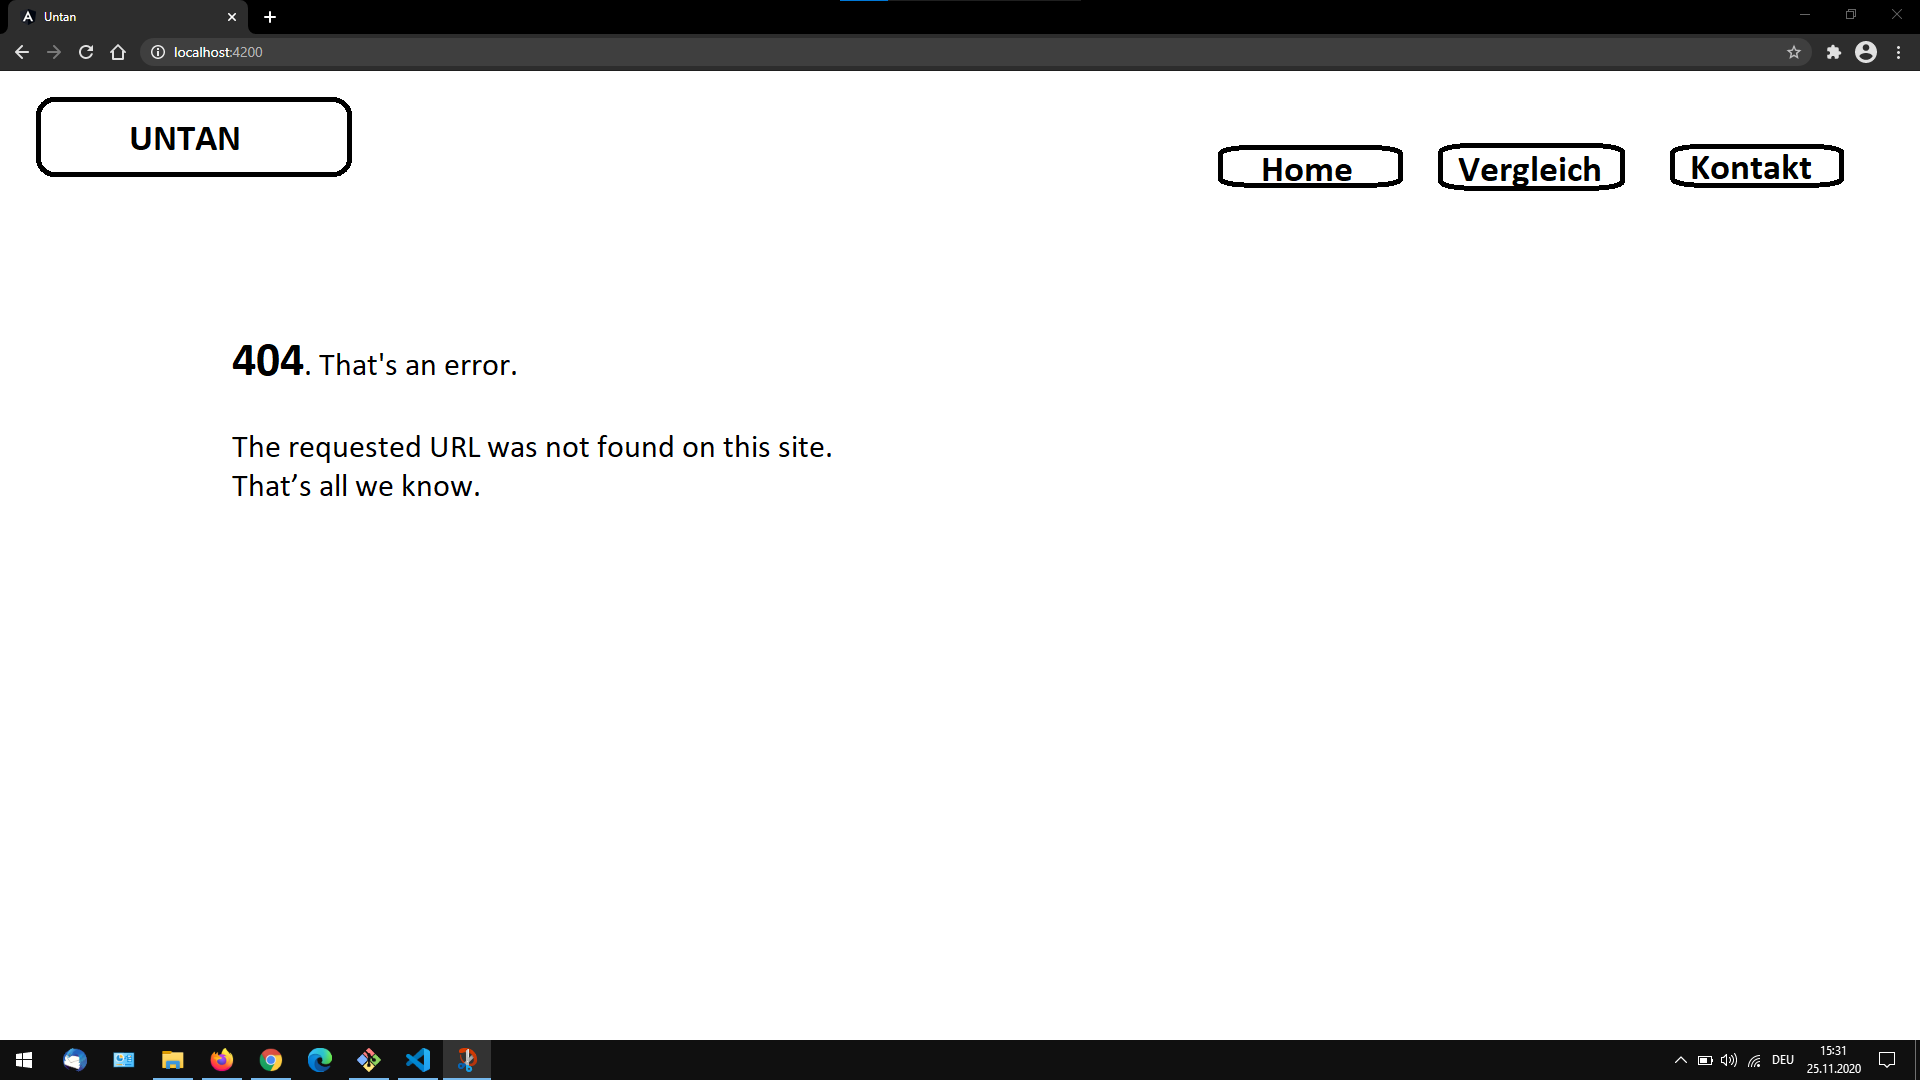 Untan
localhost:4200
UNTAN
Home
Vergleich
Kontakt
404. That's an error.
The requested URL was not found on this site.
That’s all we know.
DEU
15:31
25.11.2020